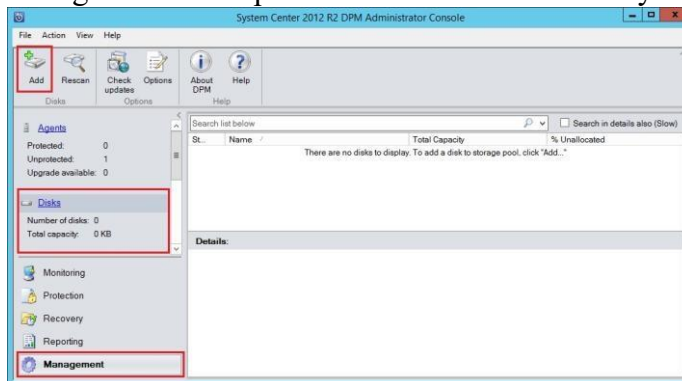 System Center 2012 R2 DPM Administrator Console
File Action View Help
Add Rescan Check updates Options About DPM Help
Disks Options Help
Agents
Protected: 0
Unprotected: 1
Upgrade available: 0
Disks
Number of disks: 0
Total capacity: 0 KB
Monitoring
Protection
Recovery
Reporting
Management
Search list below Search in details also (Slow)
St... Name Total Capacity % Unallocated
There are no disks to display. To add a disk to storage pool, click "Add..."
Details: